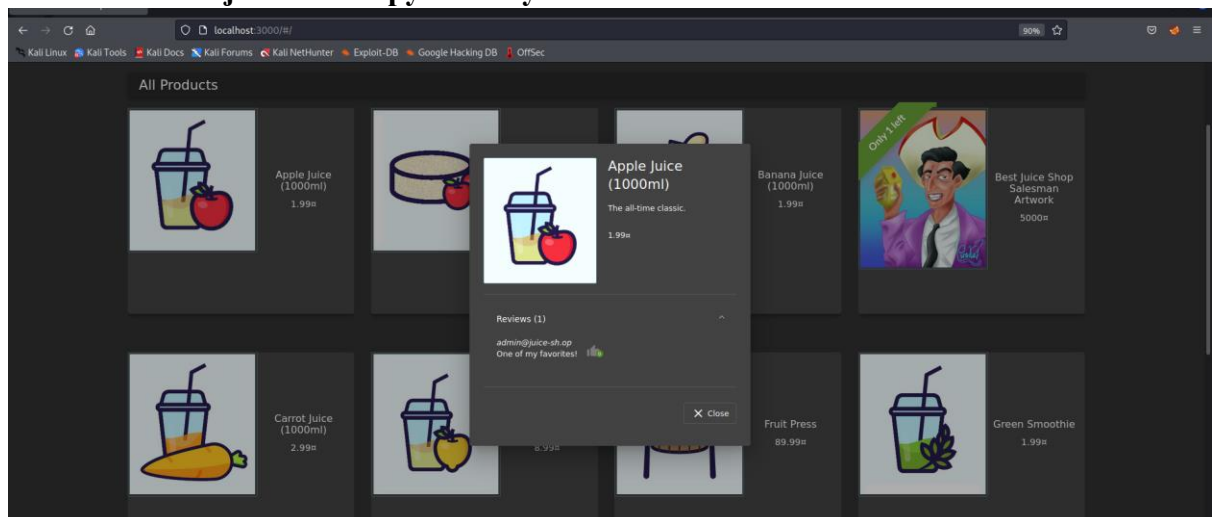 localhost:3000/#/
90%
Kali Linux
Kali Tools
Kali Docs
Kali Forums
Kali NetHunter
Exploit-DB
Google Hacking DB
OffSec
All Products
Apple Juice
(1000ml)
1.99¤
Apple Juice
(1000ml)
The all-time classic.
1.99¤
Banana Juice
(1000ml)
1.99¤
Only 1 left
Best Juice Shop
Salesman
Artwork
5000¤
Reviews (1)
admin@juice-sh.op
One of my favorites!
0
X Close
Carrot Juice
(1000ml)
2.99¤
8.99¤
Fruit Press
89.99¤
Green Smoothie
1.99¤